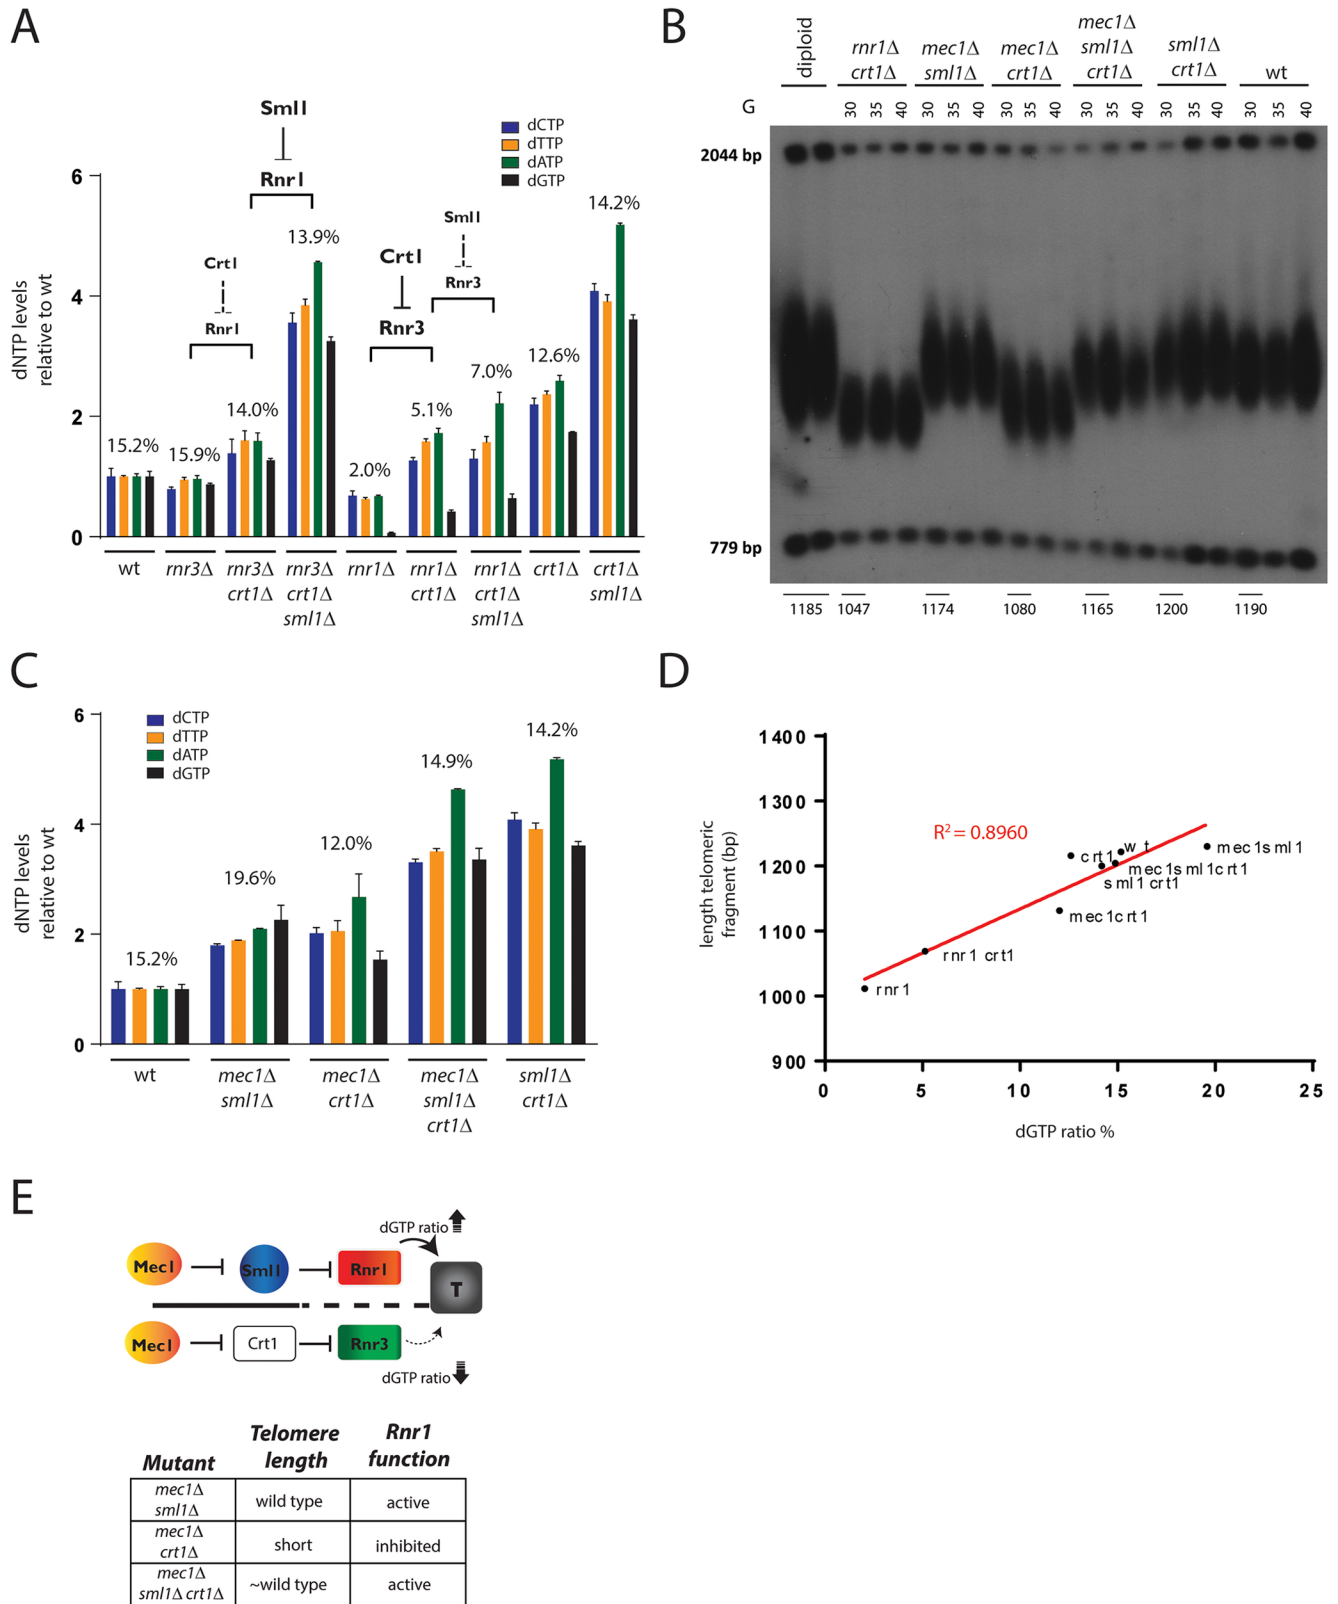 A
Sml1
Rnr1
Crt1
Rnr1
Crt1
Rnr3
Sml1
Rnr3
dCTP
dTTP
dATP
dGTP
dNTP levels
relative to wt
6
4
2
0
15.2%
15.9%
14.0%
13.9%
2.0%
5.1%
7.0%
12.6%
14.2%
wt
rnr3Δ
rnr3Δ
crt1Δ
rnr3Δ
crt1Δ
sml1Δ
rnr1Δ
rnr1Δ
crt1Δ
rnr1Δ
crt1Δ
sml1Δ
crt1Δ
crt1Δ
sml1Δ
B
diploid
rnr1Δ
crt1Δ
mec1Δ
sml1Δ
mec1Δ
crt1Δ
mec1Δ
sml1Δ
crt1Δ
sml1Δ
crt1Δ
wt
G
30 35 40 30 35 40 30 35 40 30 35 40 30 35 40 30 35 40
2044 bp
779 bp
1185 1047 1174 1080 1165 1200 1190
C
dCTP
dTTP
dATP
dGTP
dNTP levels
relative to wt
6
4
2
0
15.2%
19.6%
12.0%
14.9%
14.2%
wt
mec1Δ
sml1Δ
mec1Δ
crt1Δ
mec1Δ
sml1Δ
crt1Δ
sml1Δ
crt1Δ
D
length telomeric
fragment (bp)
1400
1300
1200
1100
1000
900
R² = 0.8960
crt1
wt
mec1sml1
mec1sml1crt1
sml1crt1
mec1crt1
rnr1 crt1
rnr1
0 5 10 15 20 25
dGTP ratio %
E
dGTP ratio
Mec1 Sml1 Rnr1
T
Mec1 Crt1 Rnr3
dGTP ratio
Mutant
Telomere
length
Rnr1
function
mec1Δ
sml1Δ
wild type
active
mec1Δ
crt1Δ
short
inhibited
mec1Δ
sml1Δ crt1Δ
~wild type
active